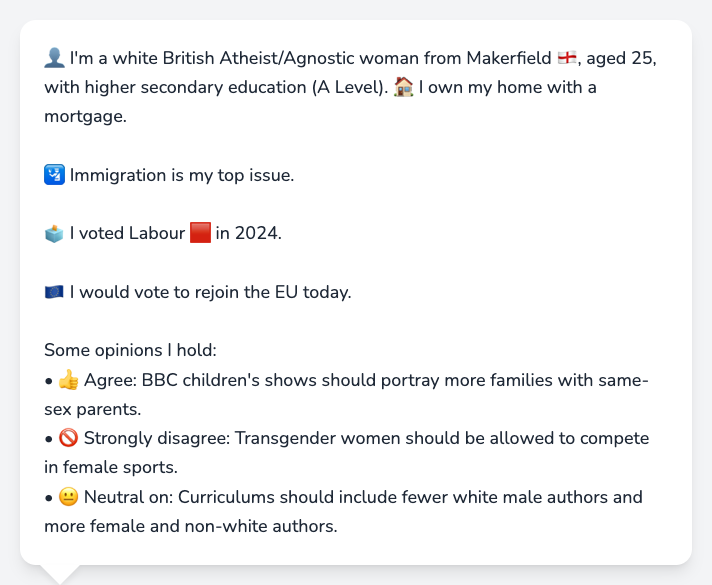 👤 I'm a white British Atheist/Agnostic woman from Makerfield 🏴󠁧󠁢󠁥󠁮󠁧󠁿, aged 25,
with higher secondary education (A Level). 🏠 I own my home with a
mortgage.
🛂 Immigration is my top issue.
🗳️ I voted Labour 🟥 in 2024.
🇪🇺 I would vote to rejoin the EU today.
Some opinions I hold:
• 👍 Agree: BBC children's shows should portray more families with same-
sex parents.
• 🚫 Strongly disagree: Transgender women should be allowed to compete
in female sports.
• 😐 Neutral on: Curriculums should include fewer white male authors and
more female and non-white authors.